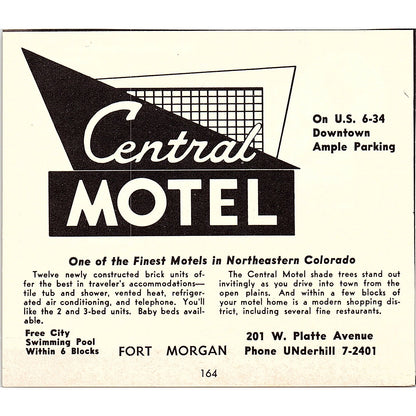 Central
MOTEL
On U.S. 6-34
Downtown
Ample Parking
One of the Finest Motels in Northeastern Colorado
Twelve newly constructed brick units of-
fer the best in traveler's accommodations—
tile tub and shower, vented heat, refriger-
ated air conditioning, and telephone. You'll
like the 2 and 3-bed units. Baby beds avail-
able.
The Central Motel shade trees stand out
invitingly as you drive into town from the
open plains. And within a few blocks of
your motel home is a modern shopping dis-
trict, including several fine restaurants.
Free City
Swimming Pool
Within 6 Blocks
FORT MORGAN
201 W. Platte Avenue
Phone UNderhill 7-2401
164